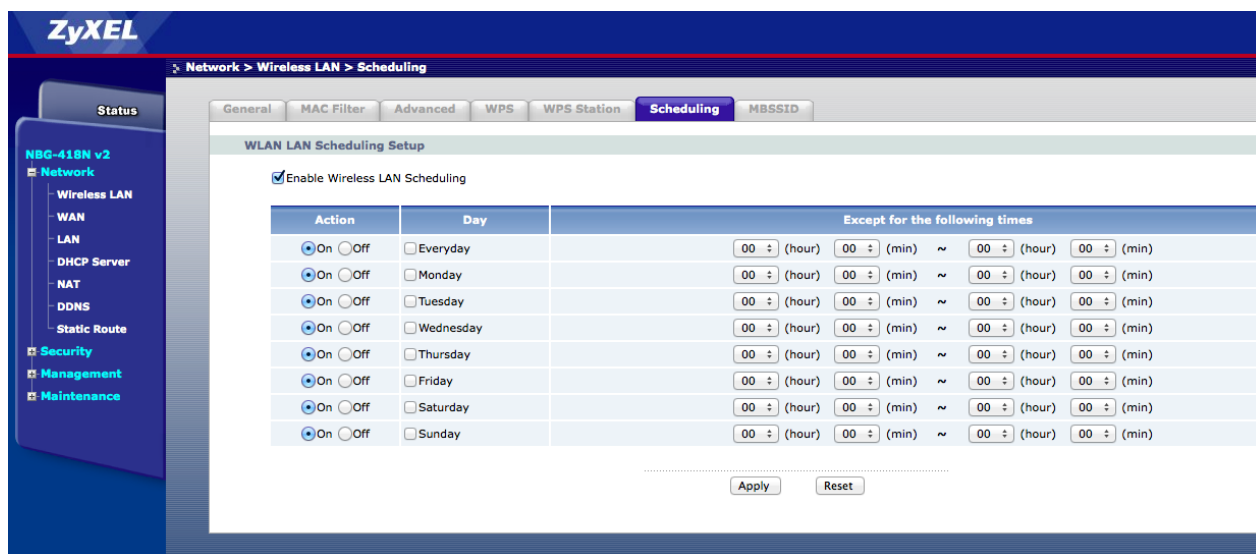 ZyXEL
Network > Wireless LAN > Scheduling
Status
NBG-418N v2
Network
Wireless LAN
WAN
LAN
DHCP Server
NAT
DDNS
Static Route
Security
Management
Maintenance
General MAC Filter Advanced WPS WPS Station Scheduling MBSSID
WLAN LAN Scheduling Setup
Enable Wireless LAN Scheduling
Action Day Except for the following times
On Off Everyday 00 (hour) 00 (min) ~ 00 (hour) 00 (min)
On Off Monday 00 (hour) 00 (min) ~ 00 (hour) 00 (min)
On Off Tuesday 00 (hour) 00 (min) ~ 00 (hour) 00 (min)
On Off Wednesday 00 (hour) 00 (min) ~ 00 (hour) 00 (min)
On Off Thursday 00 (hour) 00 (min) ~ 00 (hour) 00 (min)
On Off Friday 00 (hour) 00 (min) ~ 00 (hour) 00 (min)
On Off Saturday 00 (hour) 00 (min) ~ 00 (hour) 00 (min)
On Off Sunday 00 (hour) 00 (min) ~ 00 (hour) 00 (min)
Apply Reset